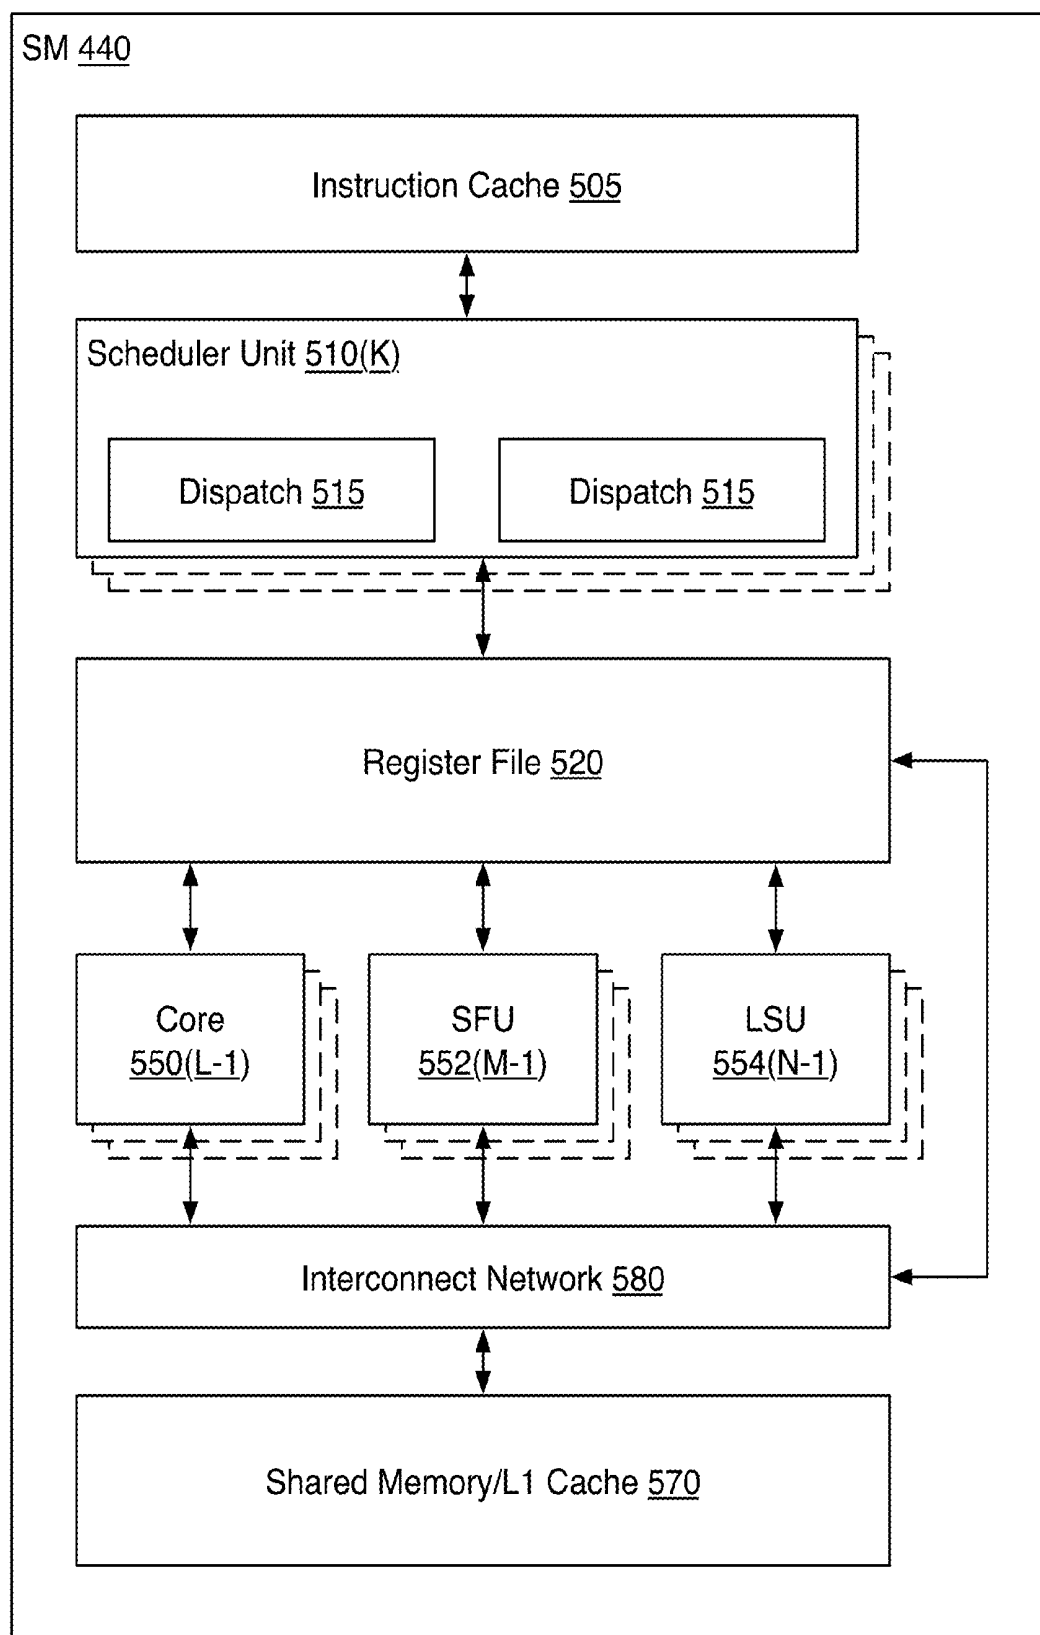 SM 440
Instruction Cache 505
Scheduler Unit 510(K)
Dispatch 515
Dispatch 515
Register File 520
Core
550(L-1)
SFU
552(M-1)
LSU
554(N-1)
Interconnect Network 580
Shared Memory/L1 Cache 570